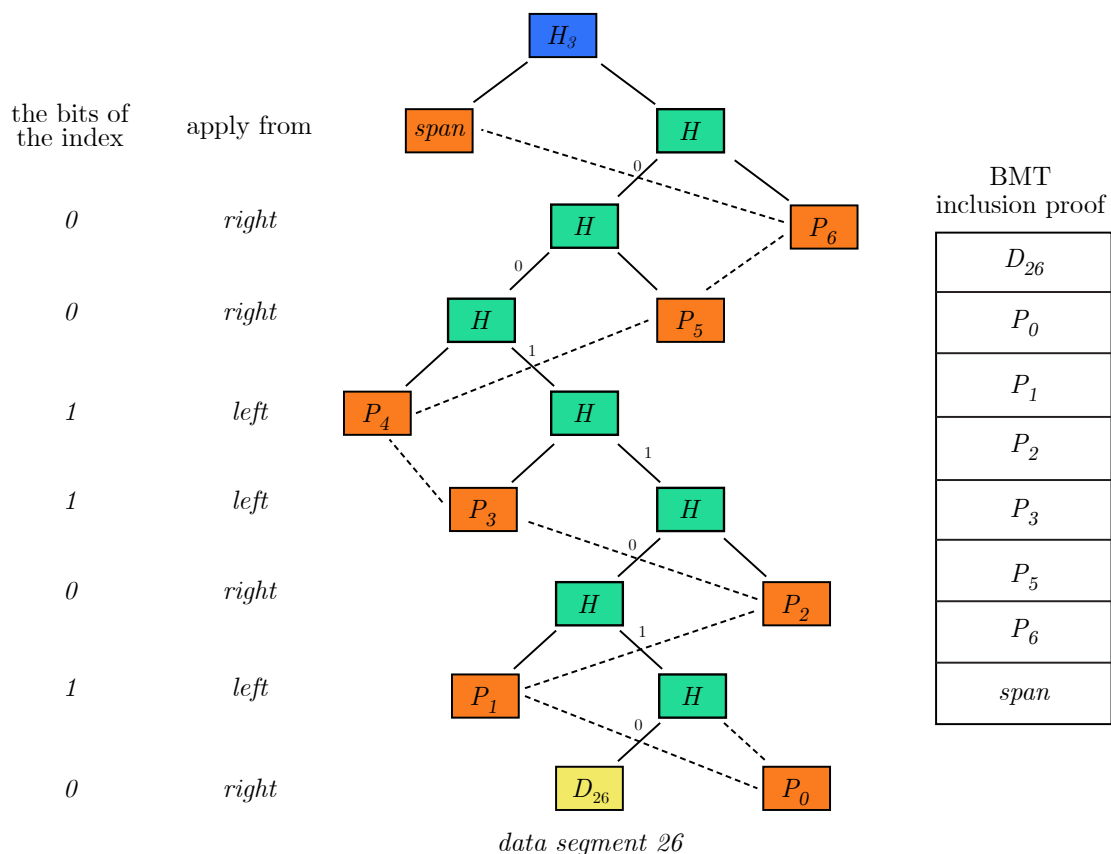 H3
the bits of
the index
apply from
span
H
0
BMT
inclusion proof
0
right
H
P6
D26
0
0
right
H
P5
P0
1
1
left
P4
H
P1
1
P2
1
left
P3
H
P3
0
0
right
H
P2
P5
1
P6
1
left
P1
H
span
0
0
right
D26
P0
data segment 26